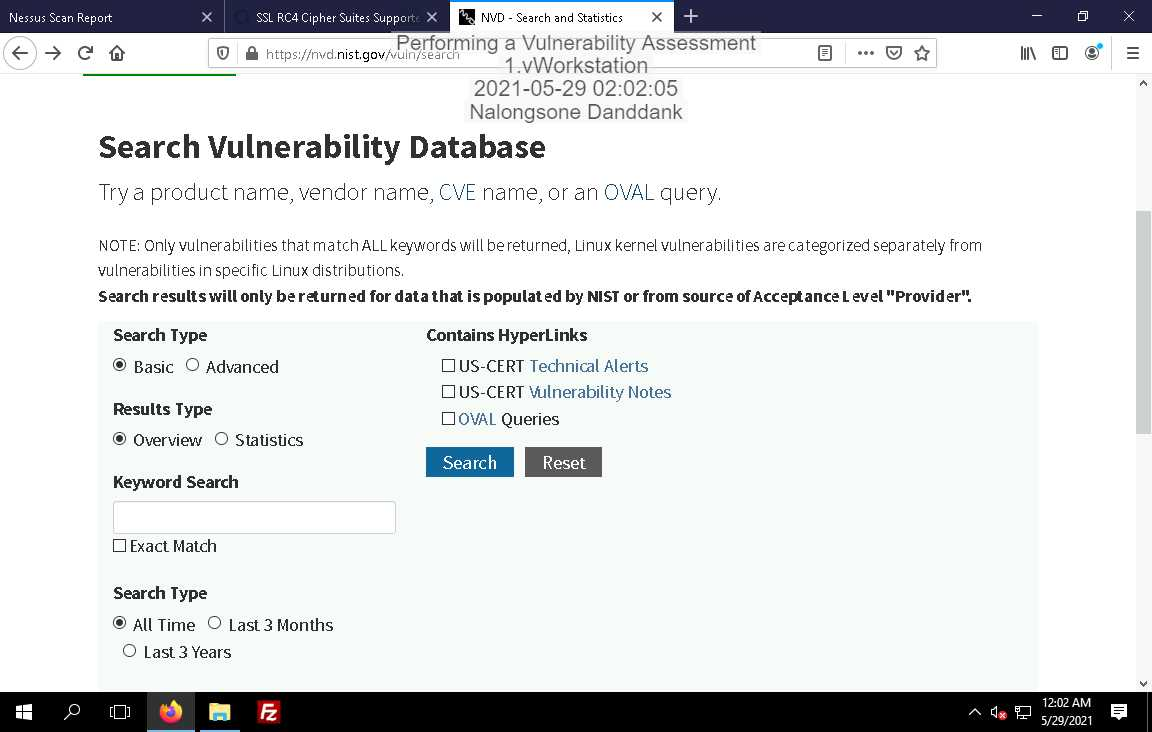 Nessus Scan Report
SSL RC4 Cipher Suites Supporte
NVD - Search and Statistics
https://nvd.nist.gov/vuln/search
Performing a Vulnerability Assessment
1.vWorkstation
2021-05-29 02:02:05
Nalongsone Danddank
Search Vulnerability Database
Try a product name, vendor name, CVE name, or an OVAL query.
NOTE: Only vulnerabilities that match ALL keywords will be returned, Linux kernel vulnerabilities are categorized separately from
vulnerabilities in specific Linux distributions.
Search results will only be returned for data that is populated by NIST or from source of Acceptance Level "Provider".
Search Type
Basic Advanced
Results Type
Overview Statistics
Keyword Search
Exact Match
Search Type
All Time Last 3 Months
Last 3 Years
Contains HyperLinks
US-CERT Technical Alerts
US-CERT Vulnerability Notes
OVAL Queries
Search Reset
Fz
12:02 AM
5/29/2021